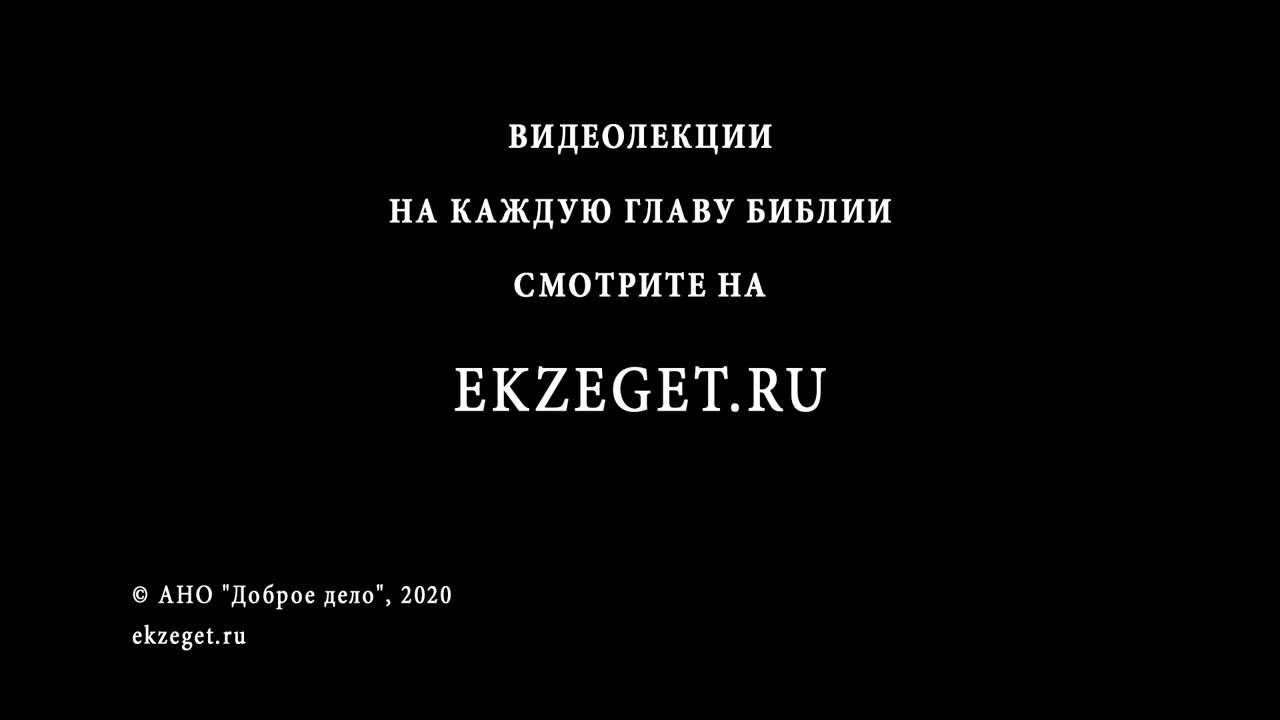 ВИДЕОЛЕКЦИИ
НА КАЖДУЮ ГЛАВУ БИБЛИИ
СМОТРИТЕ НА
EKZEGET.RU
© АНО "Доброе дело", 2020
ekzeget.ru